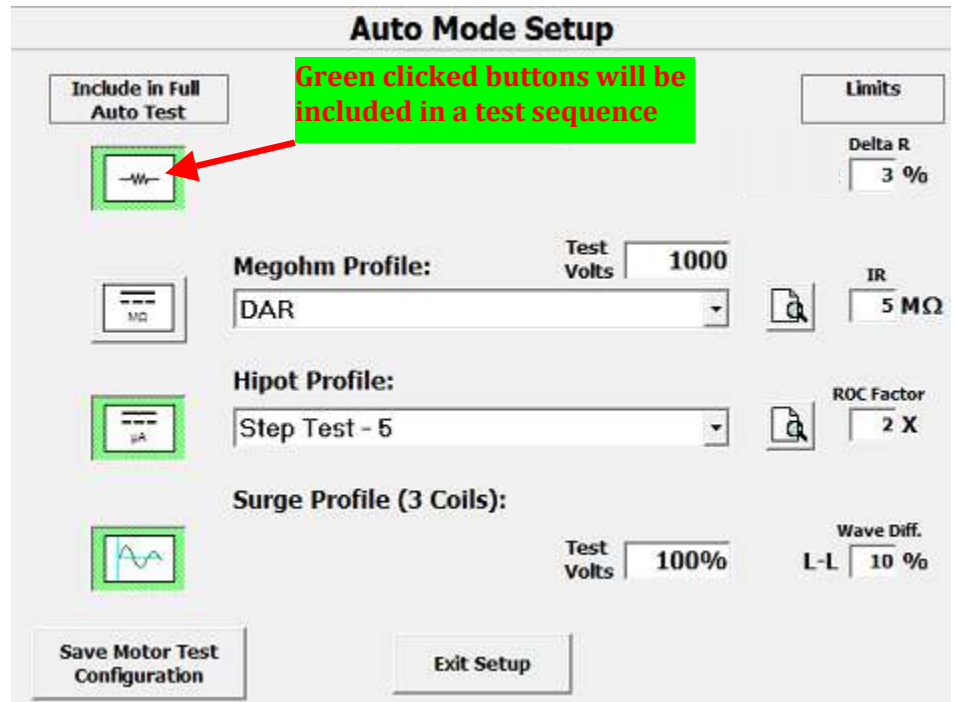 Auto Mode Setup
Include in Full
Auto Test
Green clicked buttons will be
included in a test sequence
Limits
Delta R
3 %
Megohm Profile:
Test
Volts
1000
IR
MΩ
DAR
5 MΩ
Hipot Profile:
ROC Factor
µA
Step Test - 5
2 X
Surge Profile (3 Coils):
Test
Volts
100%
Wave Diff.
L-L 10 %
Save Motor Test
Configuration
Exit Setup